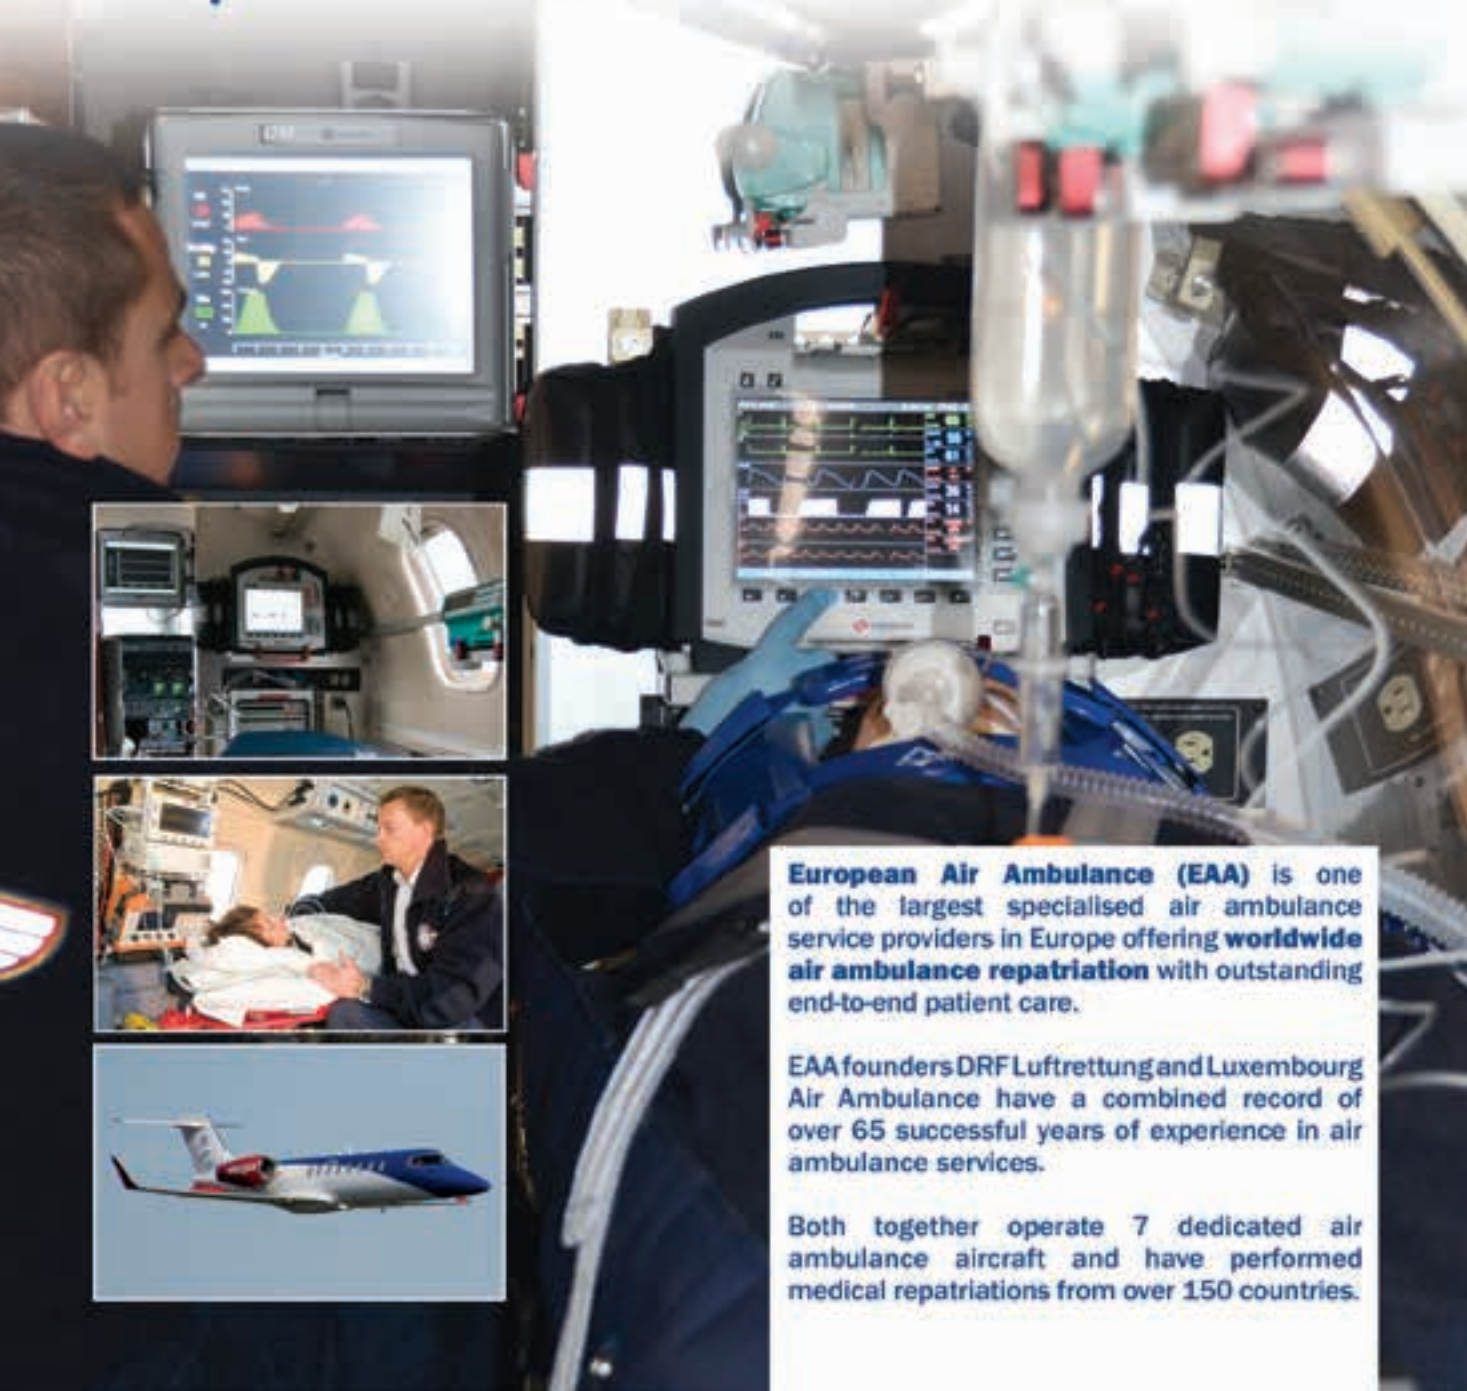 European Air Ambulance (EAA) is one
of the largest specialised air ambulance
service providers in Europe offering worldwide
air ambulance repatriation with outstanding
end-to-end patient care.
EAA founders DRF Luftrettung and Luxembourg
Air Ambulance have a combined record of
over 65 successful years of experience in air
ambulance services.
Both together operate 7 dedicated air
ambulance aircraft and have performed
medical repatriations from over 150 countries.